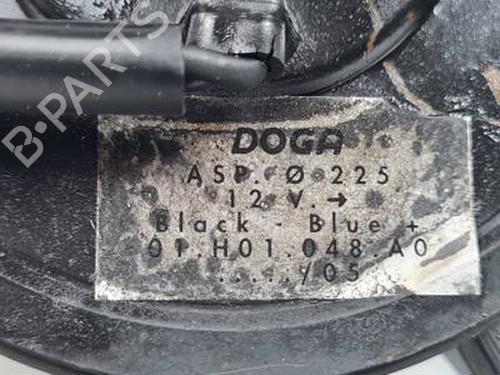 DOGA
ASP. Ø 225
12 V. →
Black - Blue +
01.H01.048.A0
...../05
B-PARTS